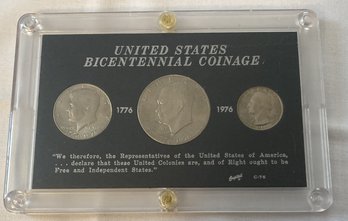 UNITED STATES
BICENTENNIAL COINAGE
1776
1976
"We therefore, the Representatives of the United States of America,
. . . declare that these United Colonies are, and of Right ought to be
Free and Independent States."